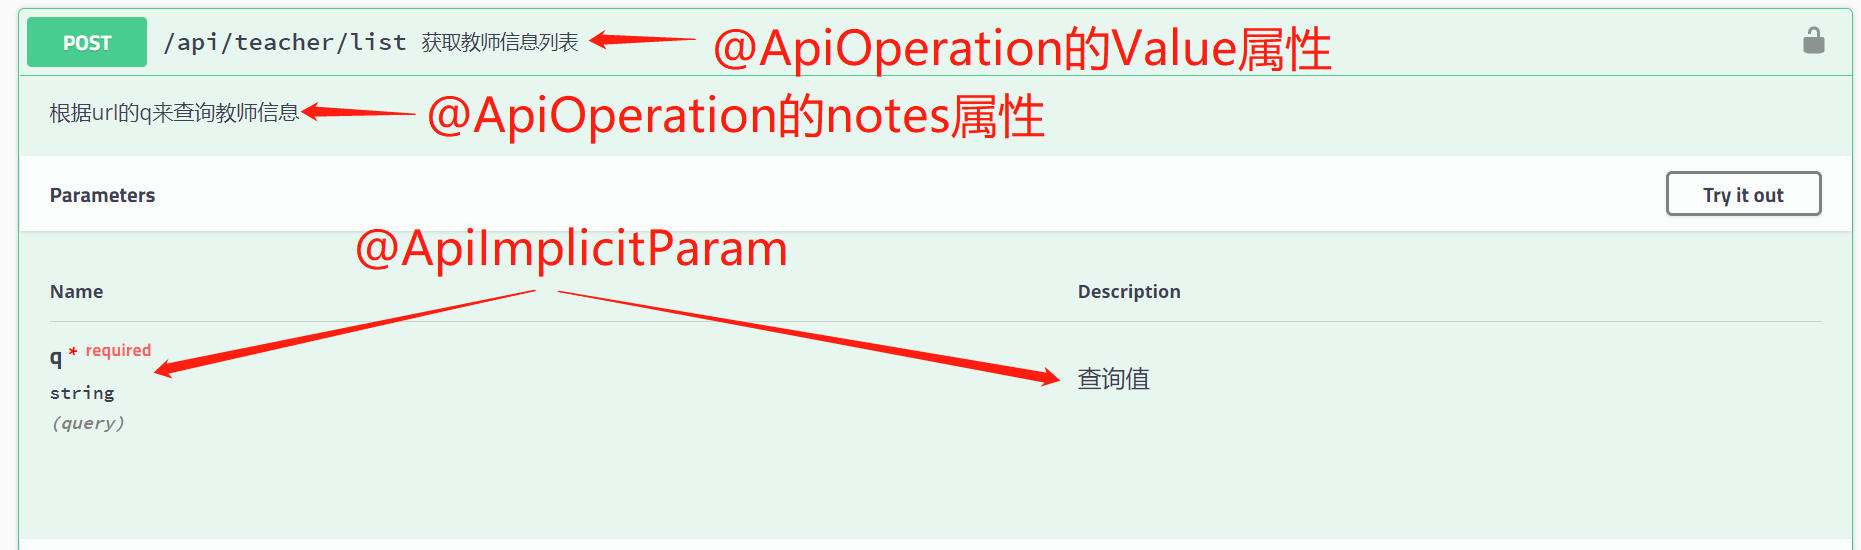 POST /api/teacher/list 获取教师信息列表 @ApiOperation的Value属性
根据url的q来查询教师信息 @ApiOperation的notes属性
Parameters Try it out
@ApiImplicitParam
Name Description
q * required
string
(query)
查询值